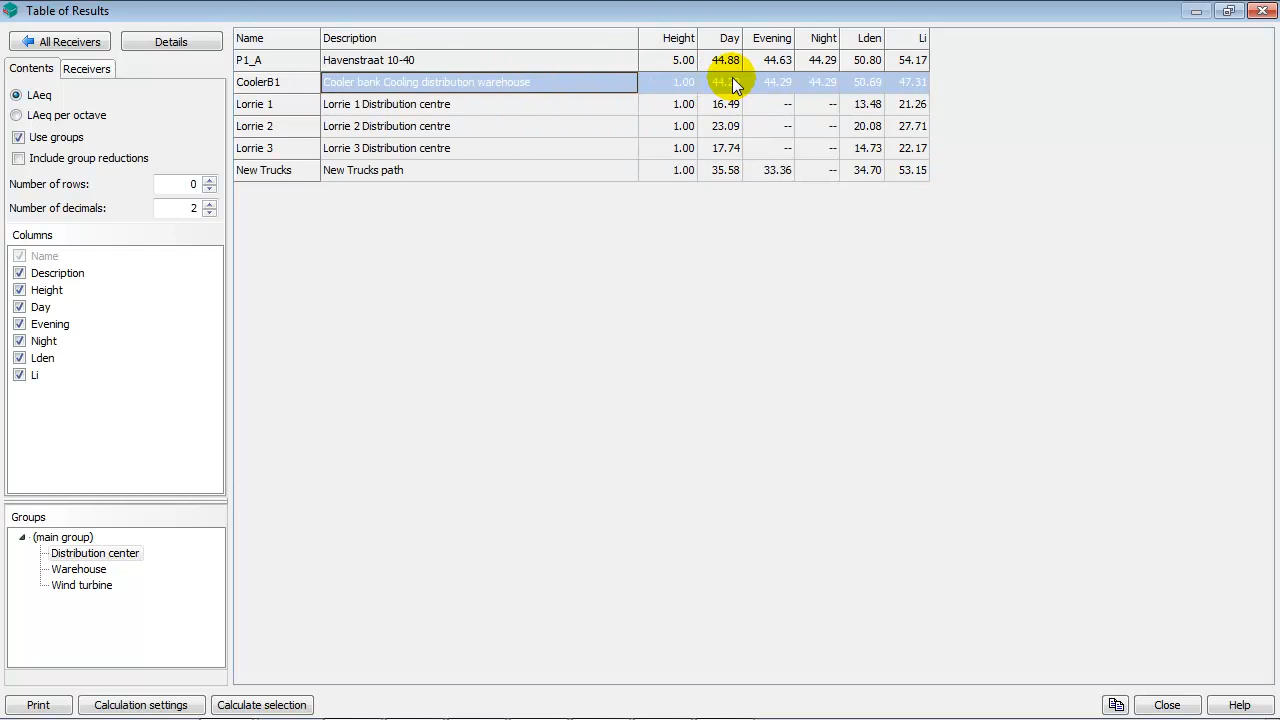 Table of Results
All Receivers Details
Contents Receivers
LAeq
LAeq per octave
Use groups
Include group reductions
Number of rows: 0
Number of decimals: 2
Columns
Name
Description
Height
Day
Evening
Night
Lden
Li
Groups
(main group)
Distribution center
Warehouse
Wind turbine
Name Description Height Day Evening Night Lden Li
P1_A Havenstraat 10-40 5.00 44.88 44.63 44.29 50.80 54.17
CoolerB1 Cooler bank Cooling distribution warehouse 1.00 44.29 44.29 50.69 47.31
Lorrie 1 Lorrie 1 Distribution centre 1.00 16.49 -- -- 13.48 21.26
Lorrie 2 Lorrie 2 Distribution centre 1.00 23.09 -- -- 20.08 27.71
Lorrie 3 Lorrie 3 Distribution centre 1.00 17.74 -- -- 14.73 22.17
New Trucks New Trucks path 1.00 35.58 33.36 -- 34.70 53.15
Print Calculation settings Calculate selection Close Help